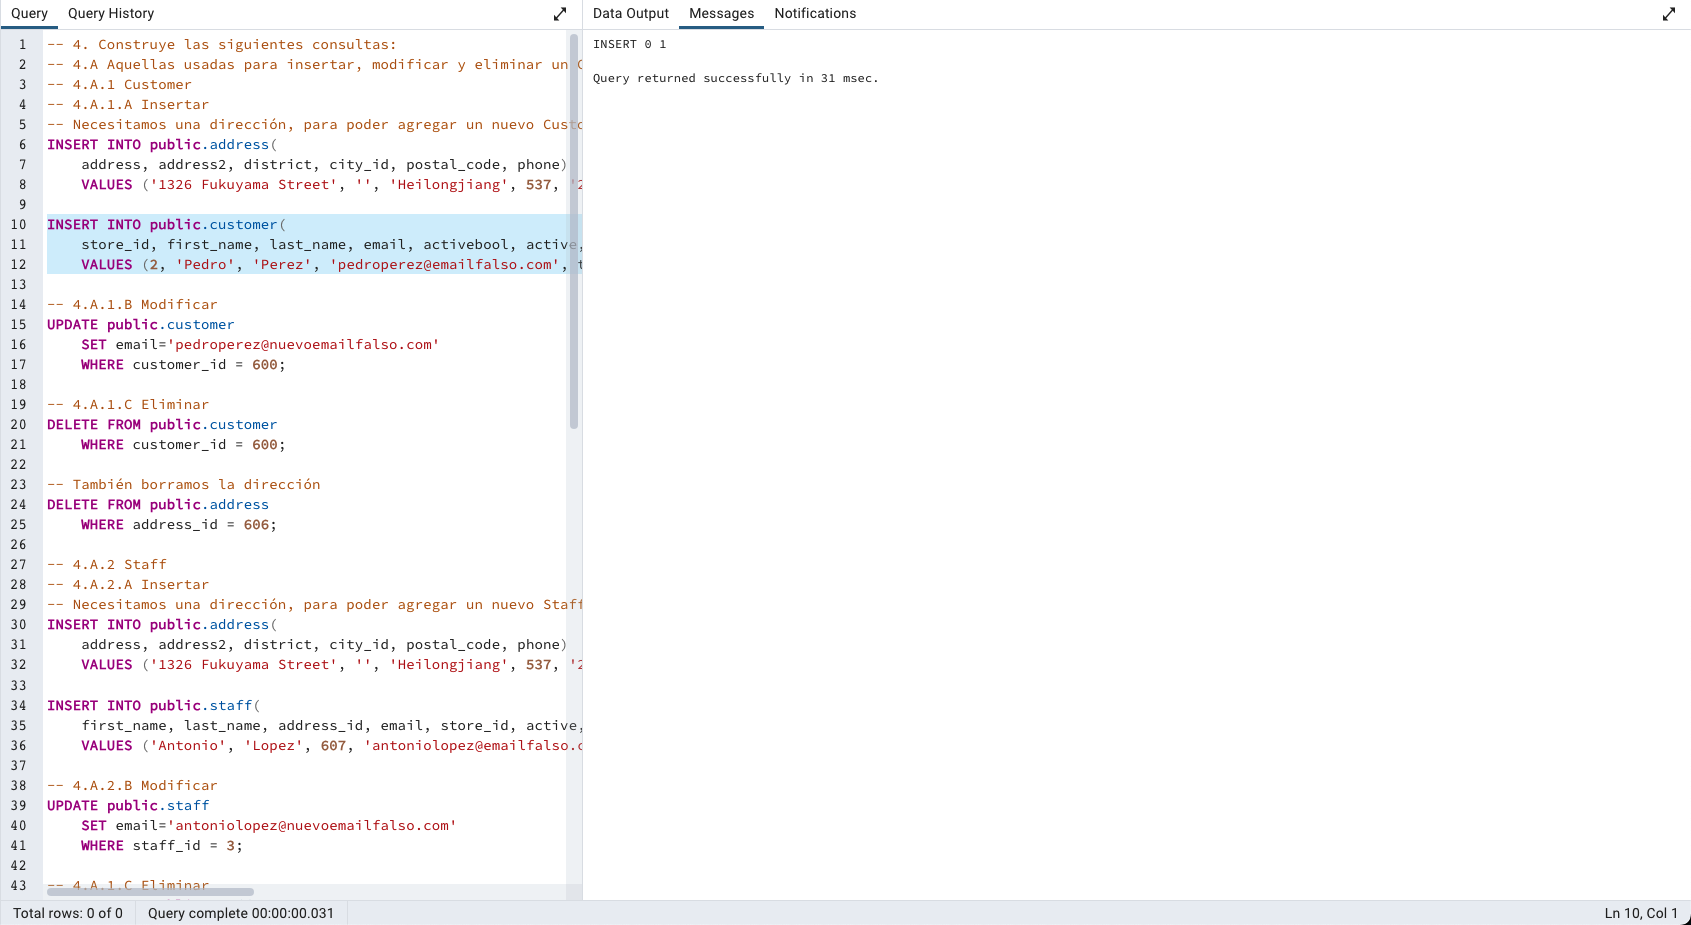 Query Query History
1 -- 4. Construye las siguientes consultas:
2 -- 4.A Aquellas usadas para insertar, modificar y eliminar un
3 -- 4.A.1 Customer
4 -- 4.A.1.A Insertar
5 -- Necesitamos una dirección, para poder agregar un nuevo Custo
6 INSERT INTO public.address(
7 address, address2, district, city_id, postal_code, phone)
8 VALUES ('1326 Fukuyama Street', '', 'Heilongjiang', 537, '2
9
10 INSERT INTO public.customer(
11 store_id, first_name, last_name, email, activebool, active,
12 VALUES (2, 'Pedro', 'Perez', 'pedroperez@emailfalso.com', t
13
14 -- 4.A.1.B Modificar
15 UPDATE public.customer
16 SET email='pedroperez@nuevoemailfalso.com'
17 WHERE customer_id = 600;
18
19 -- 4.A.1.C Eliminar
20 DELETE FROM public.customer
21 WHERE customer_id = 600;
22
23 -- También borramos la dirección
24 DELETE FROM public.address
25 WHERE address_id = 606;
26
27 -- 4.A.2 Staff
28 -- 4.A.2.A Insertar
29 -- Necesitamos una dirección, para poder agregar un nuevo Staff
30 INSERT INTO public.address(
31 address, address2, district, city_id, postal_code, phone)
32 VALUES ('1326 Fukuyama Street', '', 'Heilongjiang', 537, '2
33
34 INSERT INTO public.staff(
35 first_name, last_name, address_id, email, store_id, active,
36 VALUES ('Antonio', 'Lopez', 607, 'antoniolopez@emailfalso.c
37
38 -- 4.A.2.B Modificar
39 UPDATE public.staff
40 SET email='antoniolopez@nuevoemailfalso.com'
41 WHERE staff_id = 3;
42
43 -- 4.A.1.C Eliminar
Data Output Messages Notifications
INSERT 0 1
Query returned successfully in 31 msec.
Total rows: 0 of 0 Query complete 00:00:00.031 Ln 10, Col 1